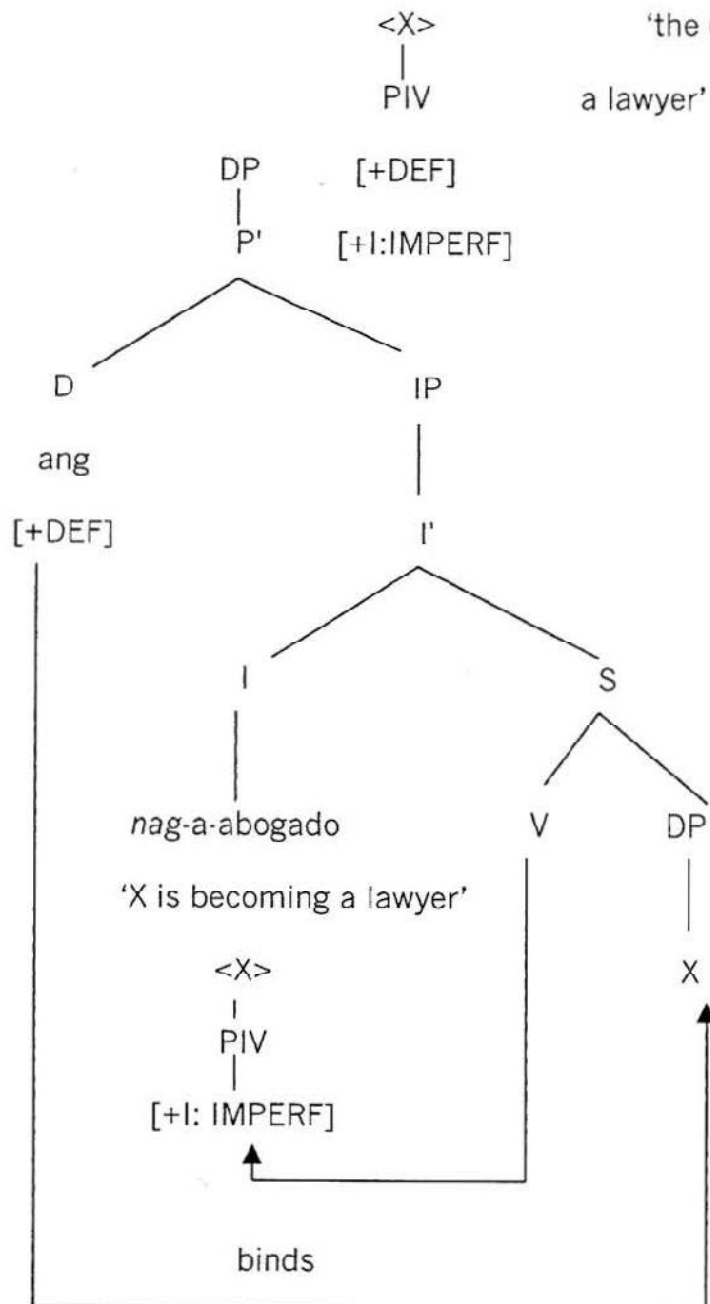 <X> 'the
PIV a lawyer'
DP [+DEF]
P' [+I:IMPERF]
D IP
ang
[+DEF] I'
I S
nag-a-abogado V DP
'X is becoming a lawyer'
<X> X
PIV
[+I: IMPERF]
binds